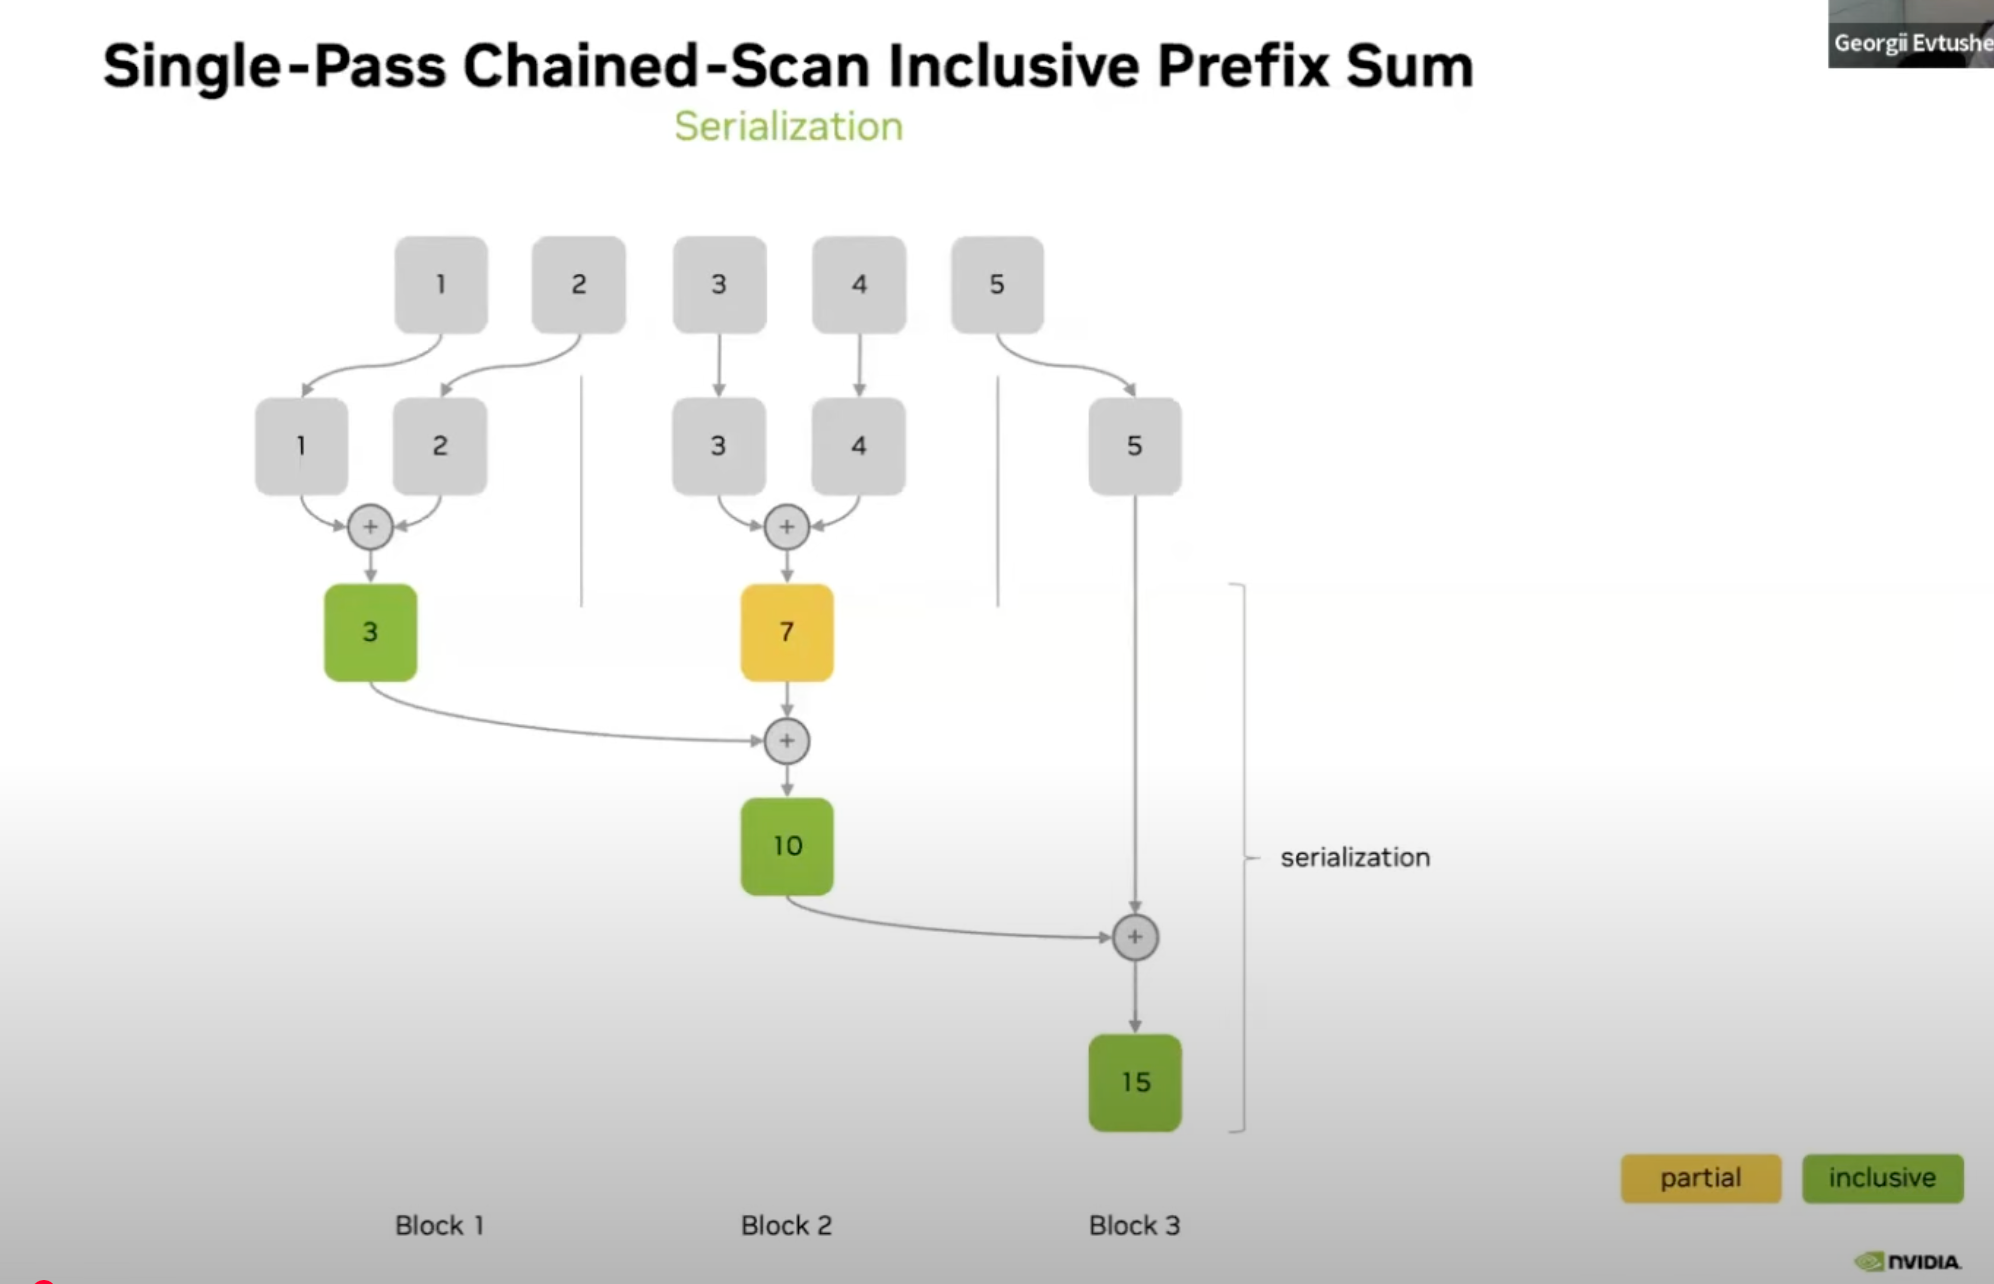 Single-Pass Chained-Scan Inclusive Prefix Sum
Georgii Evtushe
Serialization
1 2 3 4 5
1 2 3 4 5
+ +
3 7
+
10
serialization
+
15
partial inclusive
Block 1 Block 2 Block 3
NVIDIA.